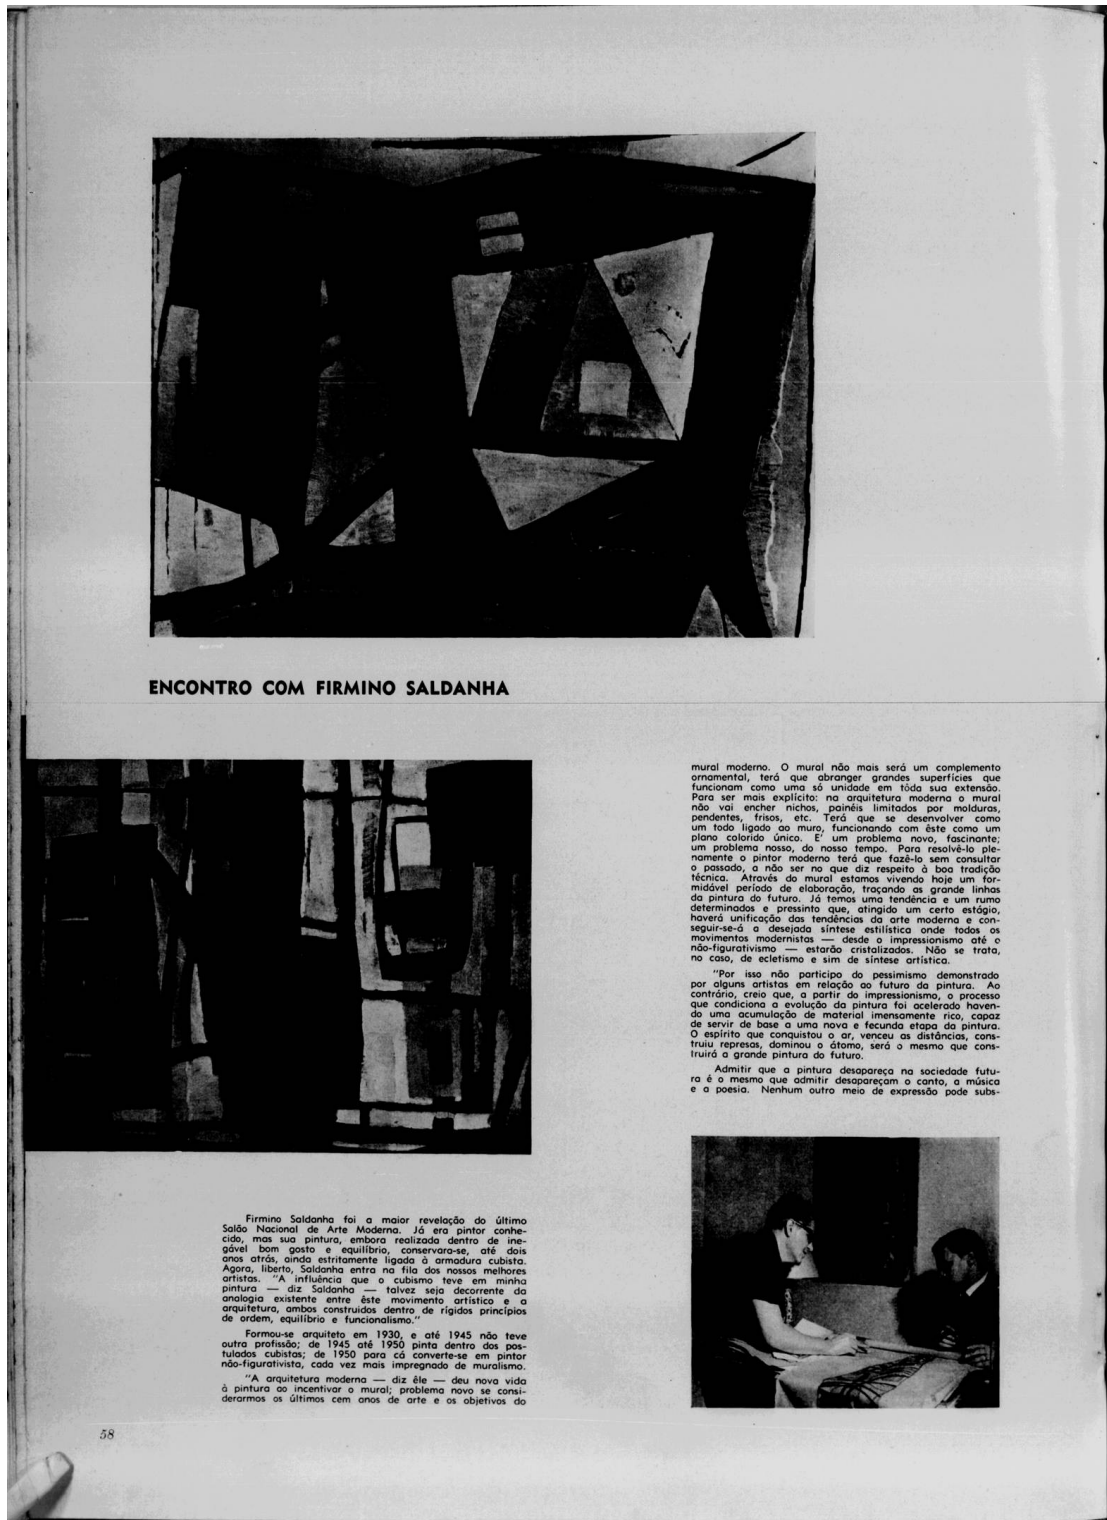 ENCONTRO COM FIRMINO SALDANHA
Firmino Saldanha foi a maior revelação do último
Salão Nacional de Arte Moderna. Já era pintor conhe-
cido, mas sua pintura, embora realizada dentro de ine-
gável bom gosto e equilíbrio, conservara-se, até dois
anos atrás, ainda estritamente ligada à armadura cubista.
Agora, liberto, Saldanha entra na fila dos nossos melhores
artistas. "A influência que o cubismo teve em minha
pintura — diz Saldanha — talvez seja decorrente da
analogia existente entre êste movimento artístico e a
arquitetura, ambos construidos dentro de rígidos princípios
de ordem, equilíbrio e funcionalismo."
Formou-se arquiteto em 1930, e até 1945 não teve
outra profissão; de 1945 até 1950 pinta dentro dos pos-
tulados cubistas; de 1950 para cá converte-se em pintor
não-figurativista, cada vez mais impregnado de muralismo.
"A arquitetura moderna — diz êle — deu nova vida
à pintura ao incentivar o mural; problema novo se consi-
derarmos os últimos cem anos de arte e os objetivos do
mural moderno. O mural não mais será um complemento
ornamental, terá que abranger grandes superfícies que
funcionam como uma só unidade em tôda sua extensão.
Para ser mais explícito: na arquitetura moderna o mural
não vai encher nichos, painéis limitados por molduras,
pendentes, frisos, etc. Terá que se desenvolver como
um todo ligado ao muro, funcionando com êste como um
plano colorido único. E' um problema novo, fascinante;
um problema nosso, do nosso tempo. Para resolvê-lo ple-
namente o pintor moderno terá que fazê-lo sem consultar
o passado, a não ser no que diz respeito à boa tradição
técnica. Através do mural estamos vivendo hoje um for-
midável período de elaboração, traçando as grande linhas
da pintura do futuro. Já temos uma tendência e um rumo
determinados e pressinto que, atingido um certo estágio,
haverá unificação das tendências da arte moderna e con-
seguir-se-á a desejada síntese estilística onde todos os
movimentos modernistas — desde o impressionismo até o
não-figurativismo — estarão cristalizados. Não se trata,
no caso, de ecletismo e sim de síntese artística.
"Por isso não participo do pessimismo demonstrado
por alguns artistas em relação ao futuro da pintura. Ao
contrário, creio que, a partir do impressionismo, o processo
que condiciona a evolução da pintura foi acelerado haven-
do uma acumulação de material imensamente rico, capaz
de servir de base a uma nova e fecunda etapa da pintura.
O espírito que conquistou o ar, venceu as distâncias, cons-
truiu represas, dominou o átomo, será o mesmo que cons-
truirá a grande pintura do futuro.
Admitir que a pintura desapareça na sociedade futu-
ra é o mesmo que admitir desapareçam o canto, a música
e a poesia. Nenhum outro meio de expressão pode subs-
58